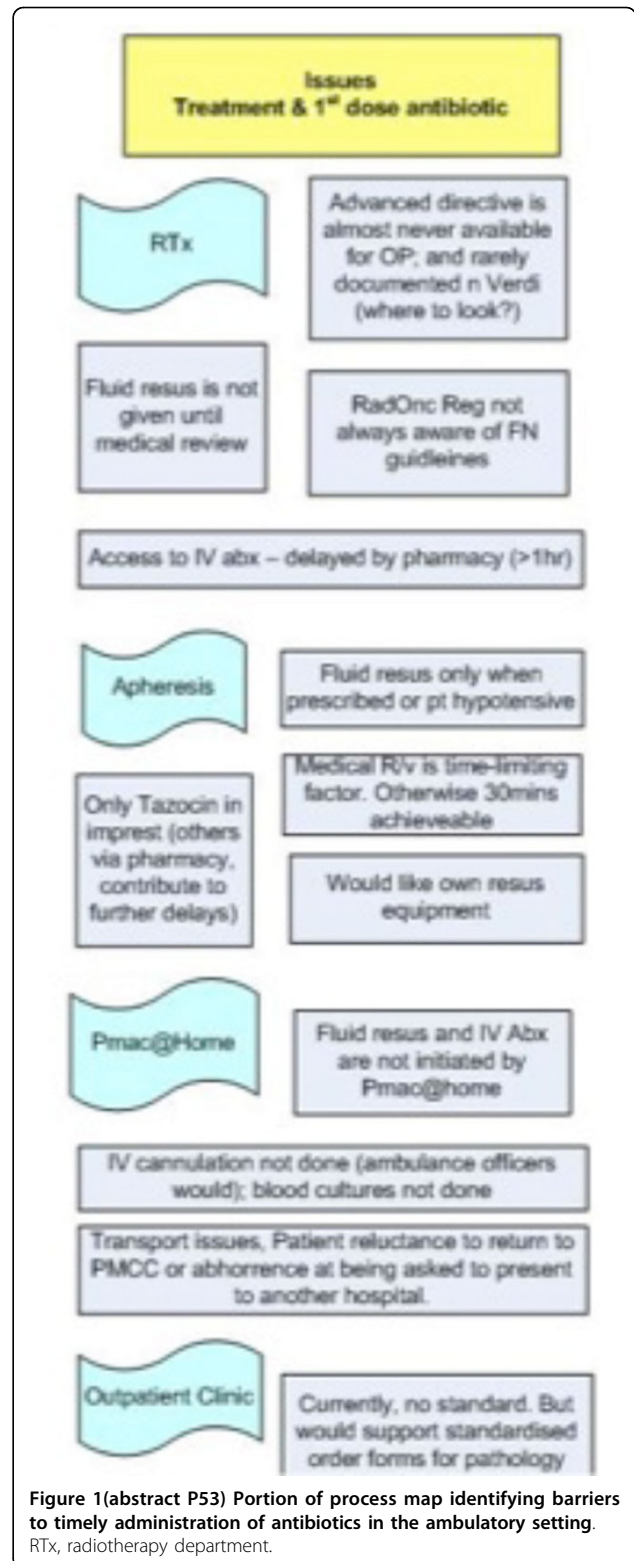 Issues
Treatment & 1st dose antibiotic
RTx
Advanced directive is
almost never available
for OP; and rarely
documented n Verdi
(where to look?)
Fluid resus is not
given until
medical review
RadOnc Reg not
always aware of FN
guidleines
Access to IV abx – delayed by pharmacy (>1hr)
Apheresis
Fluid resus only when
prescribed or pt hypotensive
Only Tazocin in
imprest (others
via pharmacy,
contribute to
further delays)
Medical R/v is time-limiting
factor. Otherwise 30mins
achieveable
Would like own resus
equipment
Pmac@Home
Fluid resus and IV Abx
are not initiated by
Pmac@home
IV cannulation not done (ambulance officers
would); blood cultures not done
Transport issues, Patient reluctance to return to
PMCC or abhorrence at being asked to present
to another hospital.
Outpatient Clinic
Currently, no standard. But
would support standardised
order forms for pathology
Figure 1(abstract P53) Portion of process map identifying barriers
to timely administration of antibiotics in the ambulatory setting.
RTx, radiotherapy department.